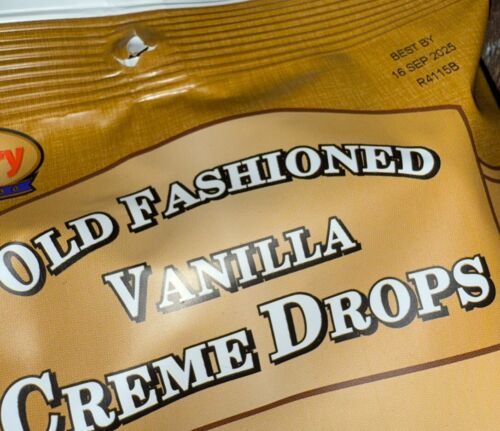 BEST BY
16 SEP 2025
R4115B
OLD FASHIONED
VANILLA
CREME DROPS